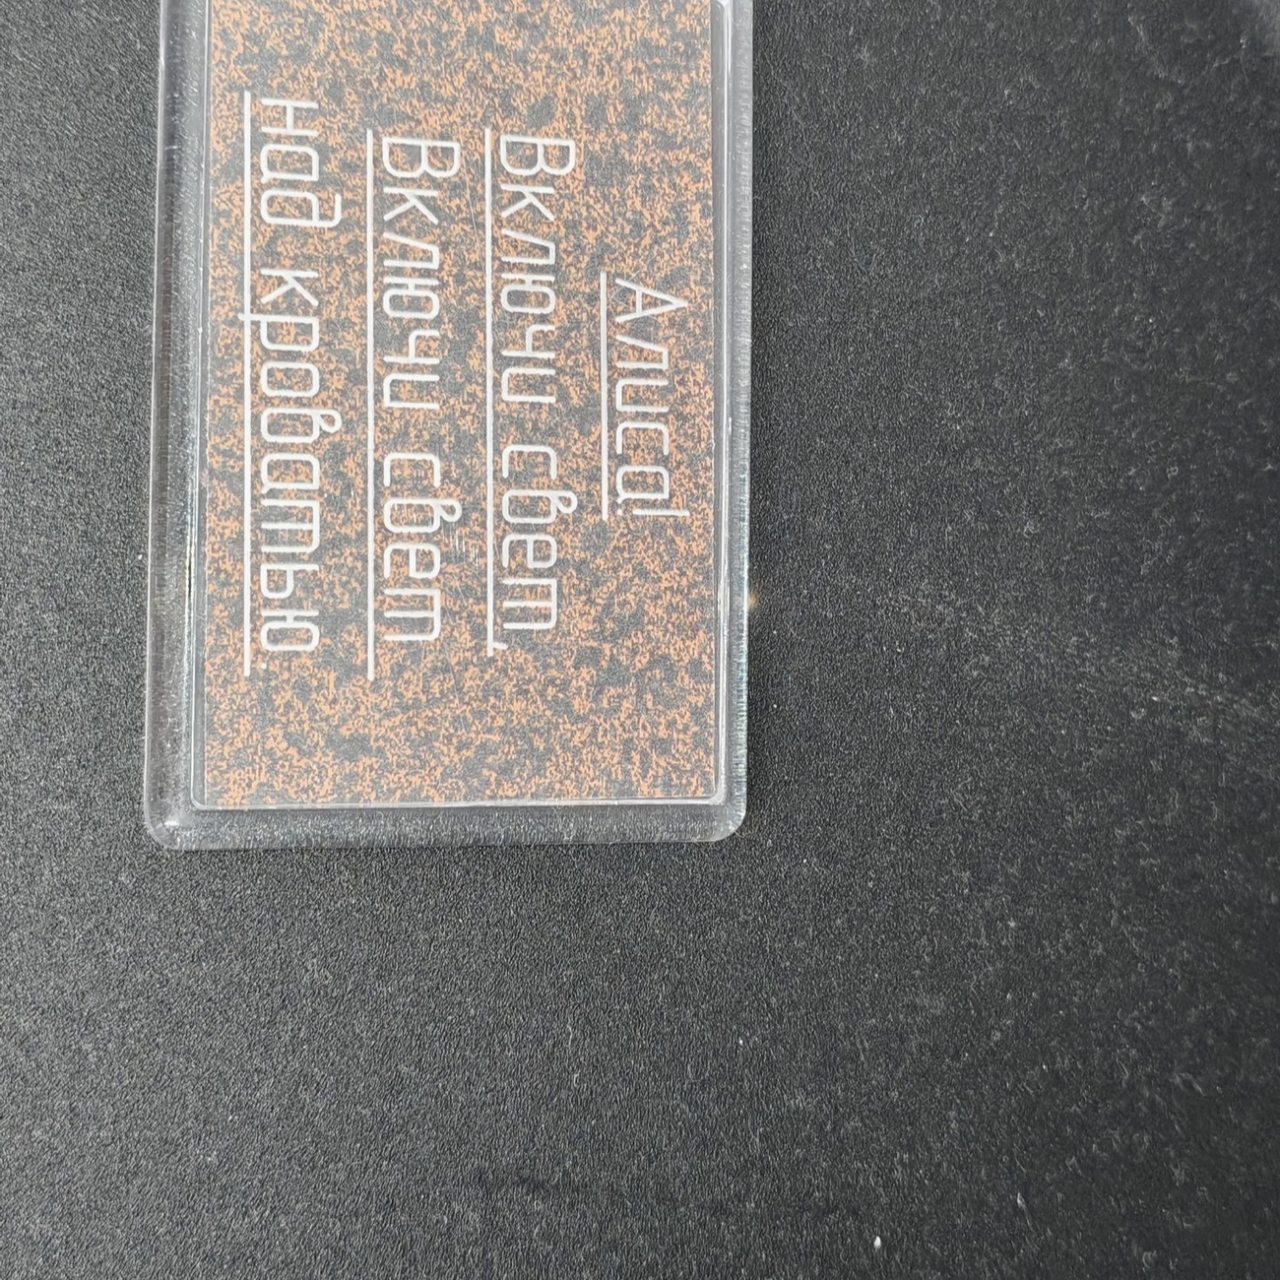 Алиса!
Включи свет.
Включи свет
над кроватью.